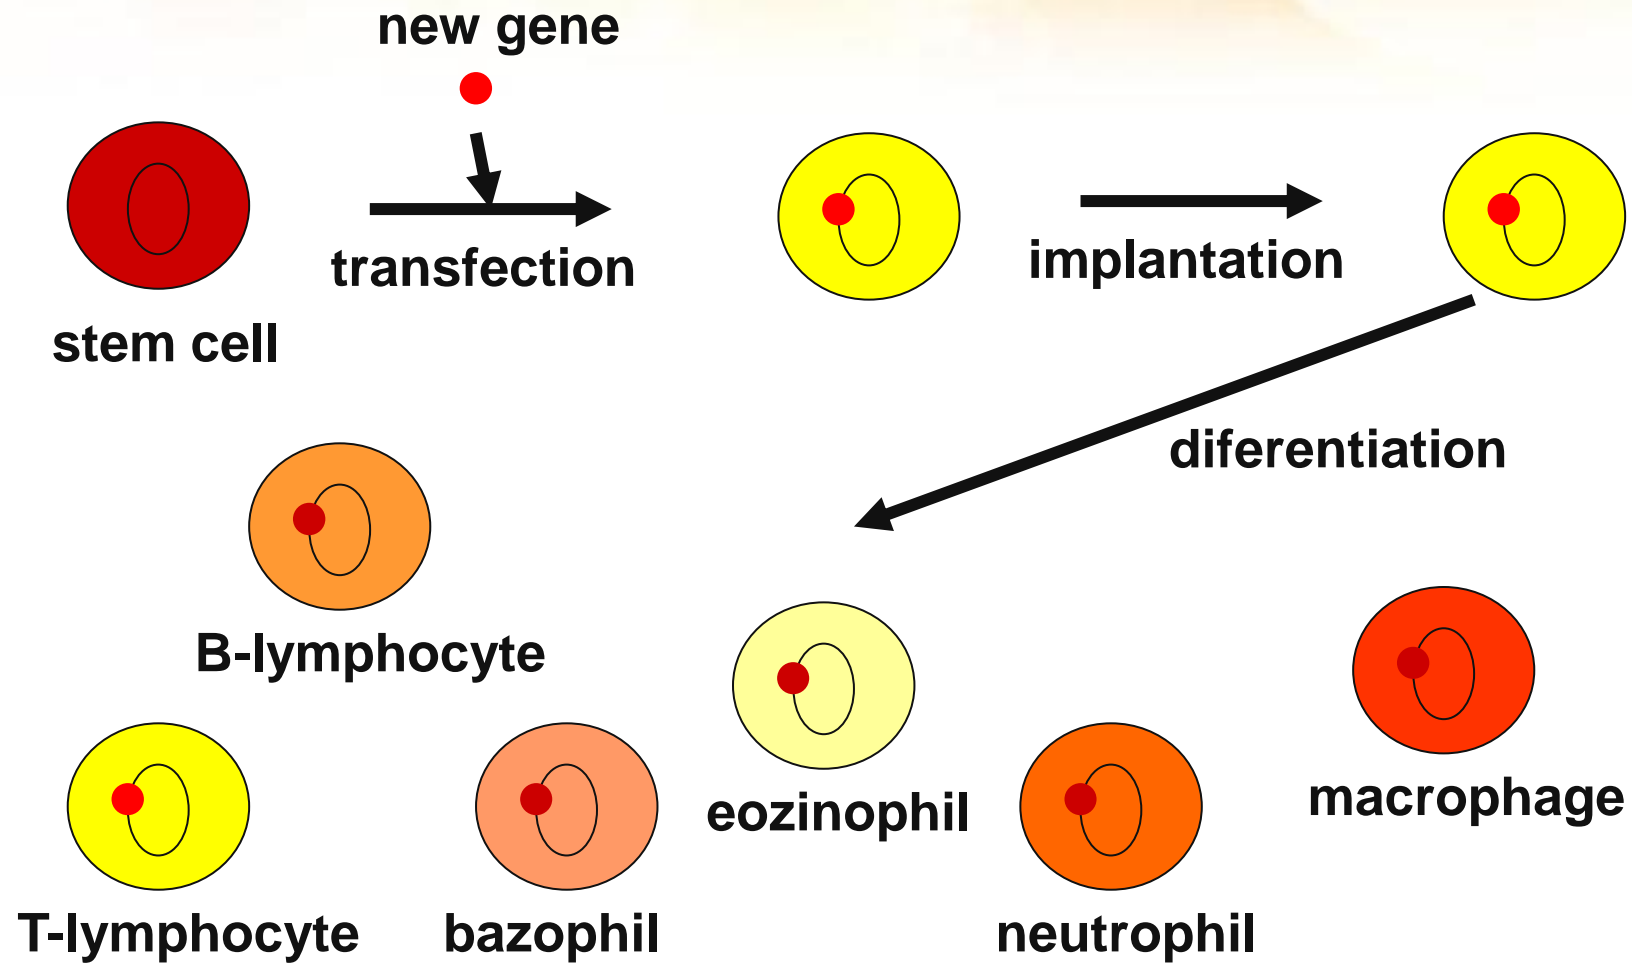 new gene
transfection
implantation
stem cell
diferentiation
B-lymphocyte
eozinophil
macrophage
T-lymphocyte
bazophil
neutrophil